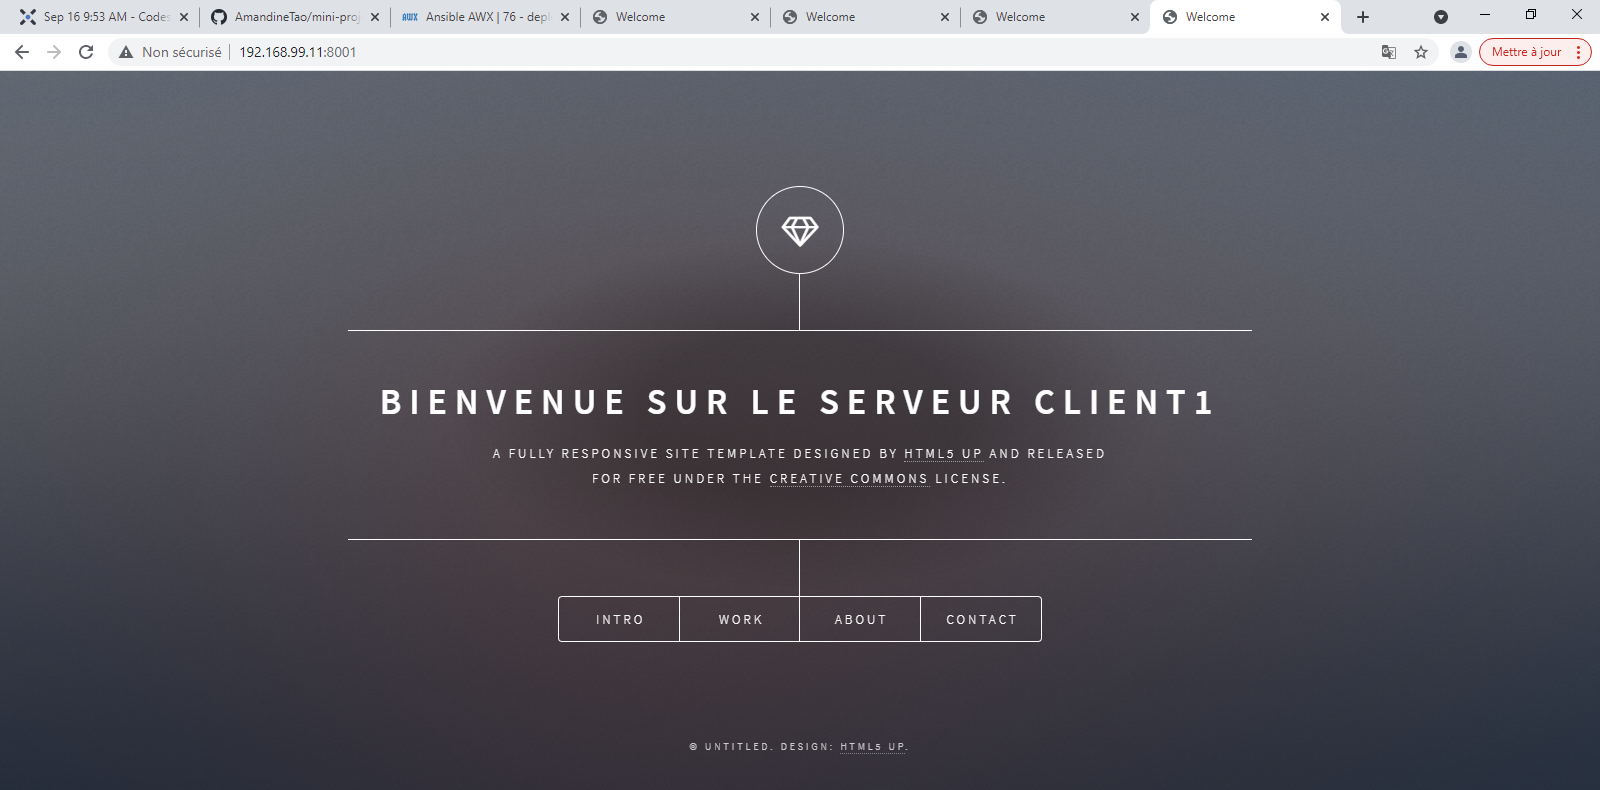 Sep 16 9:53 AM - Codes
AmandineTao/mini-proj
AWX Ansible AWX | 76 - depl
Welcome
Welcome
Welcome
Welcome
Non sécurisé
192.168.99.11:8001
Mettre à jour
BIENVENUE SUR LE SERVEUR CLIENT1
A FULLY RESPONSIVE SITE TEMPLATE DESIGNED BY HTML5 UP AND RELEASED
FOR FREE UNDER THE CREATIVE COMMONS LICENSE.
INTRO
WORK
ABOUT
CONTACT
© UNTITLED. DESIGN: HTML5 UP.